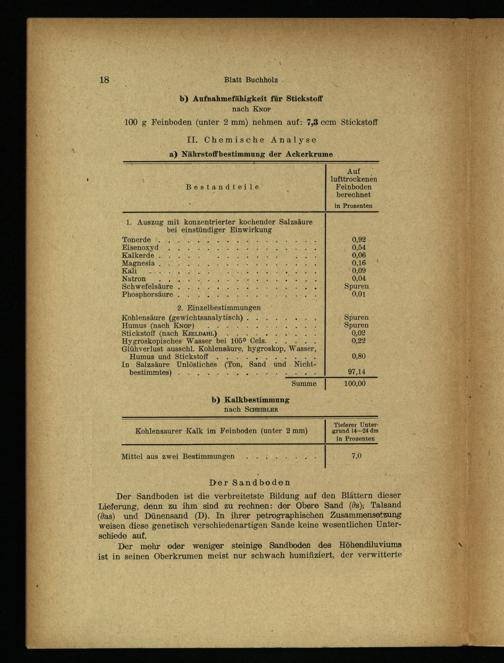 18
Blatt Buchholz
b) Aufnahmefähigkeit für Stickstoff
nach KNOP
100 g Feinboden (unter 2 mm) nehmen auf: 7,3 ccm Stickstoff
II. Chemische Analyse
a) Nährstoffbestimmung der Ackerkrume
Bestandteile
Auf
lufttrockenen
Feinboden
berechnet
in Prozenten
1. Auszug mit konzentrierter kochender Salzsäure
bei einstündiger Einwirkung
Tonerde . . . . . . . . . . . . . . 0,92
Eisenoxyd . . . . . . . . . . . . . . 0,54
Kalkerde . . . . . . . . . . . . . . 0,06
Magnesia . . . . . . . . . . . . . . 0,16
Kali . . . . . . . . . . . . . . 0,09
Natron . . . . . . . . . . . . . . 0,04
Schwefelsäure . . . . . . . . . . . . Spuren
Phosphorsäure . . . . . . . . . . . . 0,01
2. Einzelbestimmungen
Kohlensäure (gewichtsanalytisch) . . . . . . . Spuren
Humus (nach KNOP) . . . . . . . . . . Spuren
Stickstoff (nach KJELDAHL) . . . . . . . . . 0,02
Hygroskopisches Wasser bei 105° Cels. . . . . . 0,22
Glühverlust ausschl. Kohlensäure, hygroskop, Wasser,
Humus und Stickstoff . . . . . . . . . 0,80
In Salzsäure Unlösliches (Ton, Sand und Nicht-
bestimmtes) . . . . . . . . . . . . 97,14
Summe 100,00
b) Kalkbestimmung
nach SCHEIBLER
Kohlensaurer Kalk im Feinboden (unter 2 mm)
Tieferer Unter-
grund 14—24 dm
in Prozenten
Mittel aus zwei Bestimmungen . . . . . . . 7,0
Der Sandboden
Der Sandboden ist die verbreitetste Bildung auf den Blättern dieser
Lieferung, denn zu ihm sind zu rechnen: der Obere Sand (∂s); Talsand
(∂as) und Dünensand (D). In ihrer petrographischen Zusammensetzung
weisen diese genetisch verschiedenartigen Sande keine wesentlichen Unter-
schiede auf.
Der mehr oder weniger steinige Sandboden des Höhendiluviums
ist in seinen Oberkrumen meist nur schwach humifiziert, der verwitterte